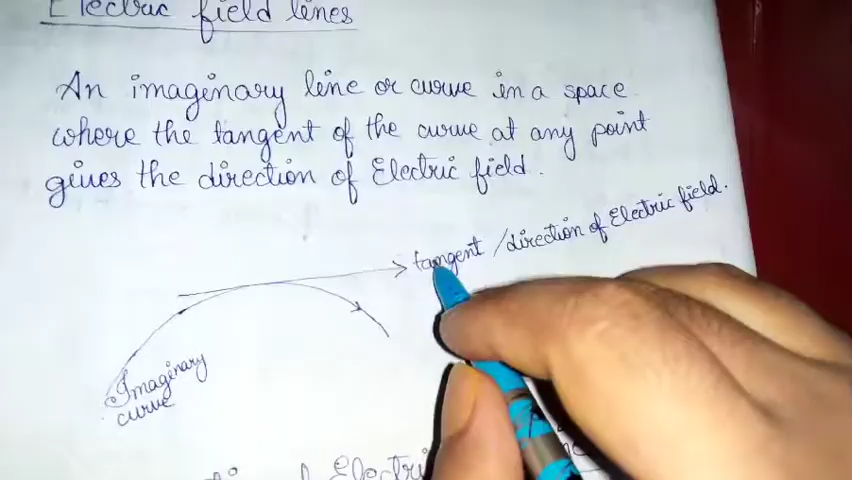 Electric field lines
An imaginary line or curve in a space
where the tangent of the curve at any point
gives the direction of Electric field.
tangent /direction of Electric field.
Imaginary
curve
Electri